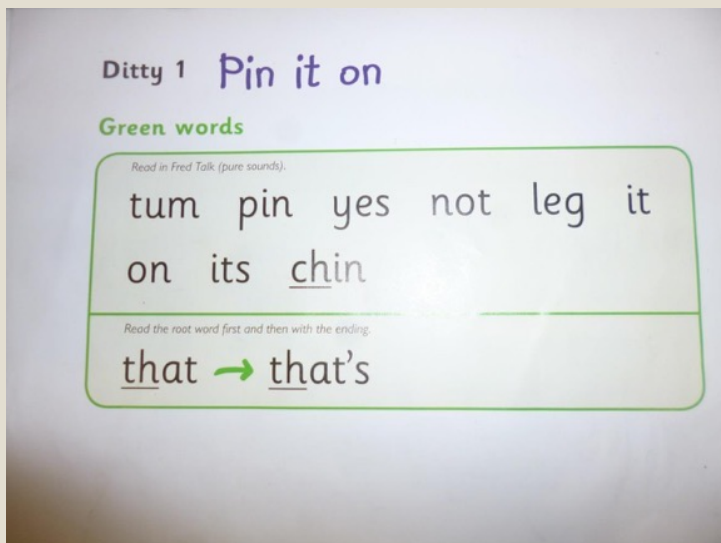 Ditty 1 Pin it on
Green words
Read in Fred Talk (pure sounds).
tum pin yes not leg it
on its chin
Read the root word first and then with the ending.
that → that's